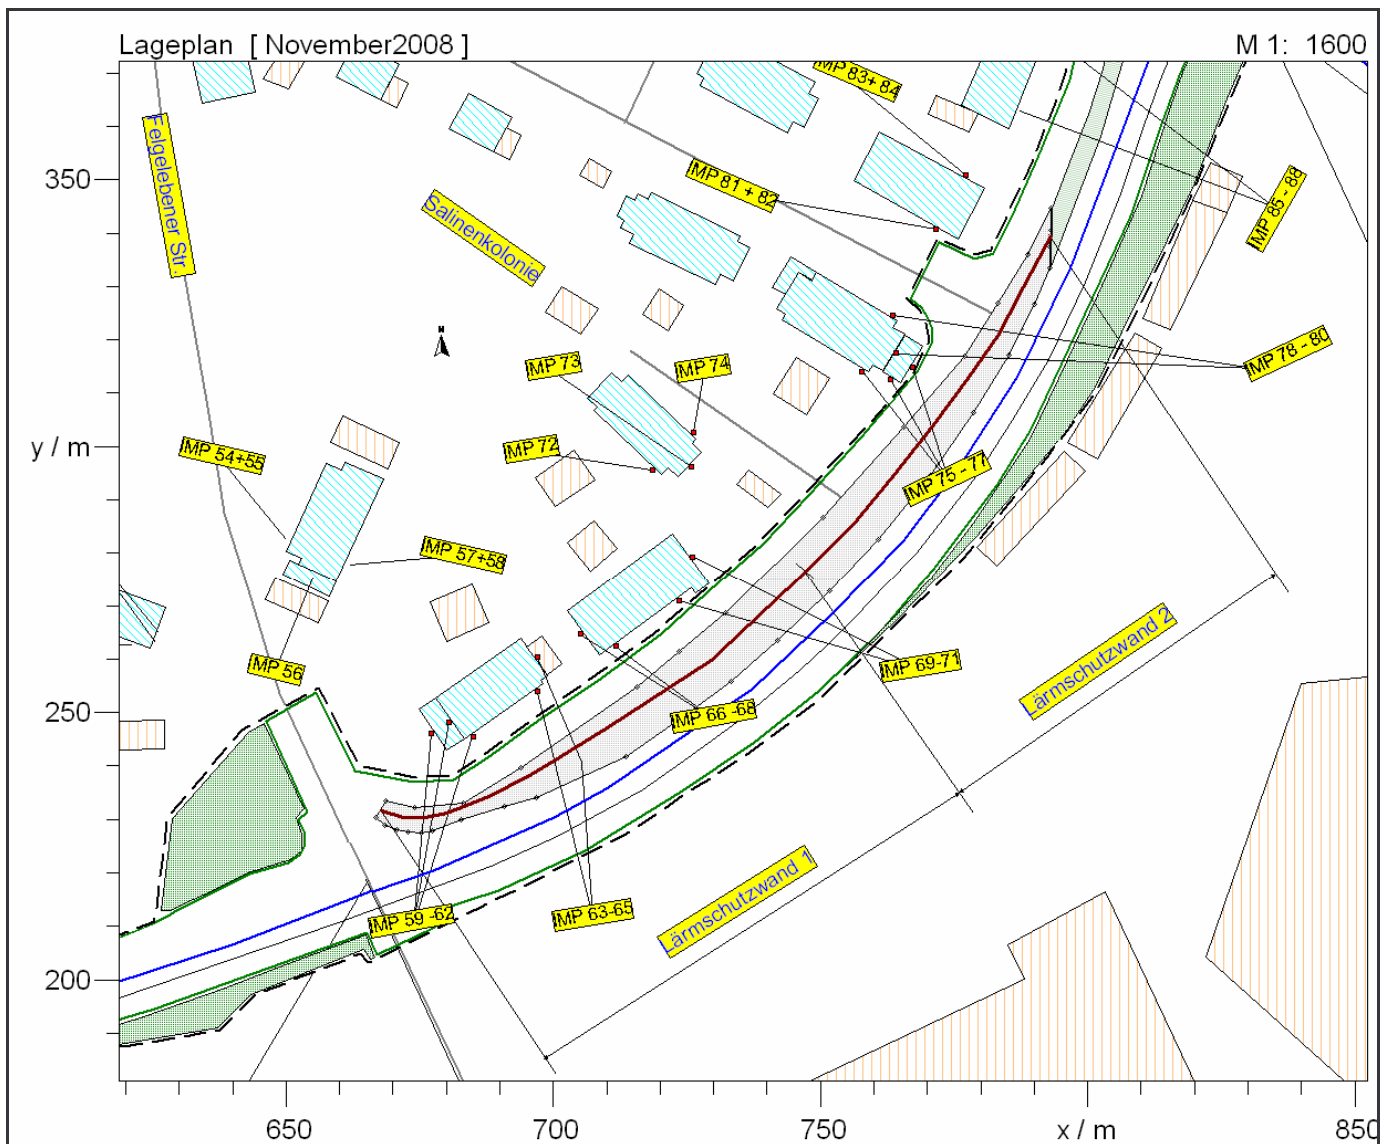 Lageplan [ November2008 ]
M 1: 1600
MP 83+ 84
Felgelebener Str.
350
MP 81 + 82
Salinenkolonie
MP 85 - 88
N
MP 73
MP 74
MP 78 - 80
y / m
MP 54+55
MP 72
MP 75 - 77
MP 57+58
MP 56
MP 69-71
Lärmschutzwand 2
250
MP 66 -68
Lärmschutzwand 1
MP 59 -62
MP 63-65
200
650
700
750
x / m
850